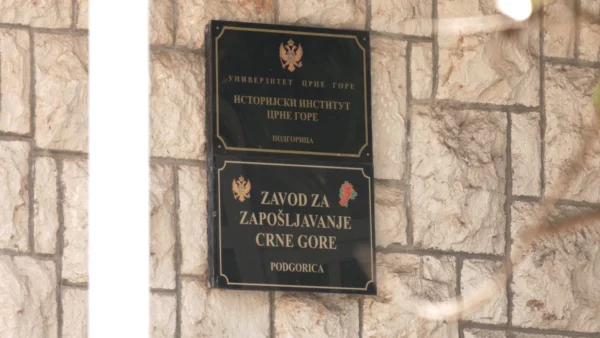 УНИВЕРЗИТЕТ ЦРНЕ ГОРЕ
ИСТОРИЈСКИ ИНСТИТУТ
ЦРНЕ ГОРЕ
ПОДГОРИЦА
ZAVOD ZA
ZAPOŠLJAVANJE
CRNE GORE
PODGORICA